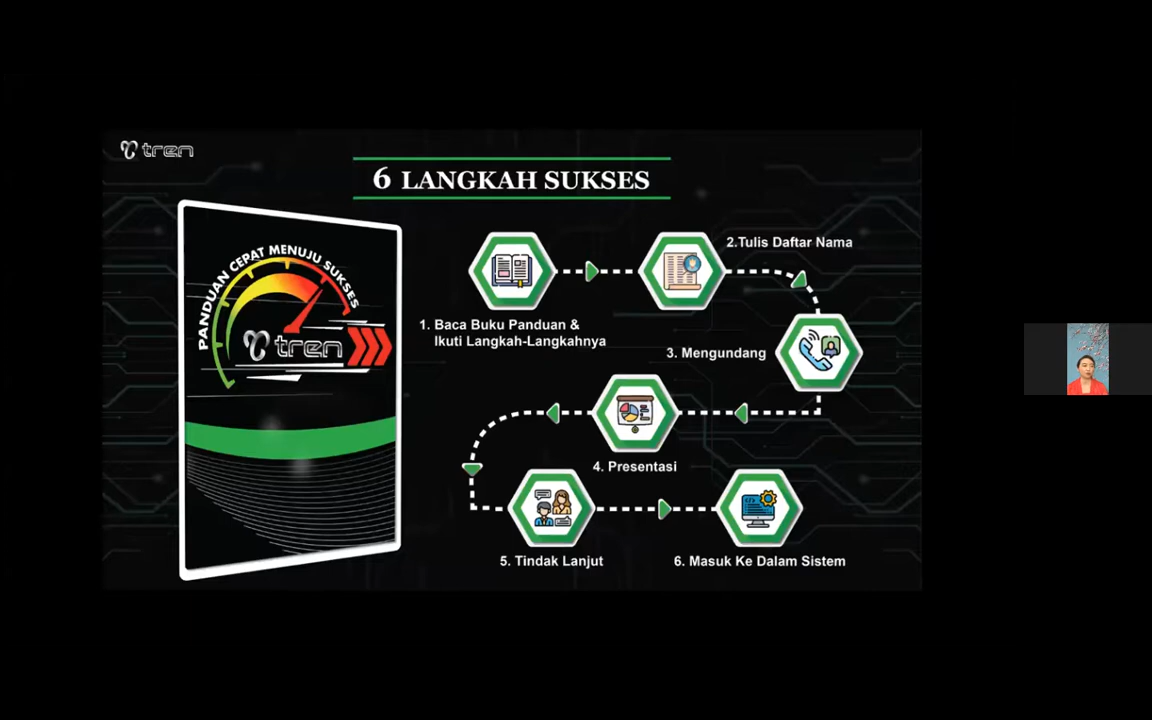 tren
6 LANGKAH SUKSES
PANDUAN CEPAT MENUJU SUKSES
tren
1. Baca Buku Panduan &
Ikuti Langkah-Langkahnya
2.Tulis Daftar Nama
3. Mengundang
4. Presentasi
5. Tindak Lanjut
6. Masuk Ke Dalam Sistem